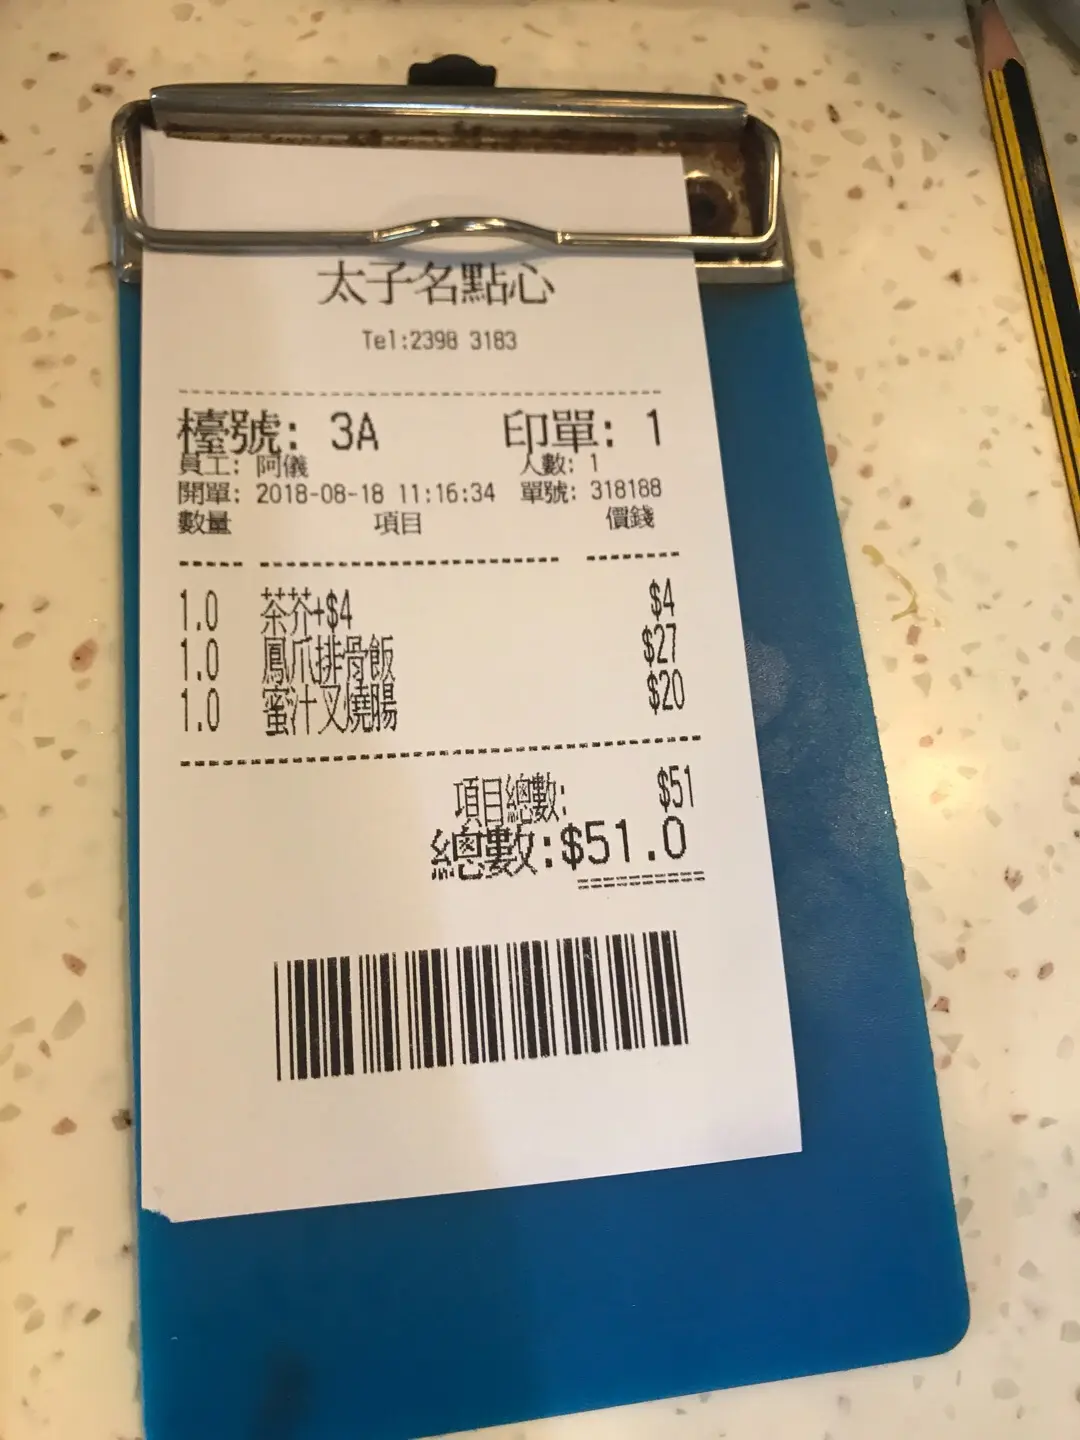 太子名點心
Tel:2398 3183
檯號: 3A 印單: 1
員工: 阿儀 人數: 1
開單: 2018-08-18 11:16:34 單號: 318188
數量 項目 價錢
1.0 茶芥+$4 $4
1.0 鳳爪排骨飯 $27
1.0 蜜汁叉燒腸 $20
項目總數: $51
總數:$51.0